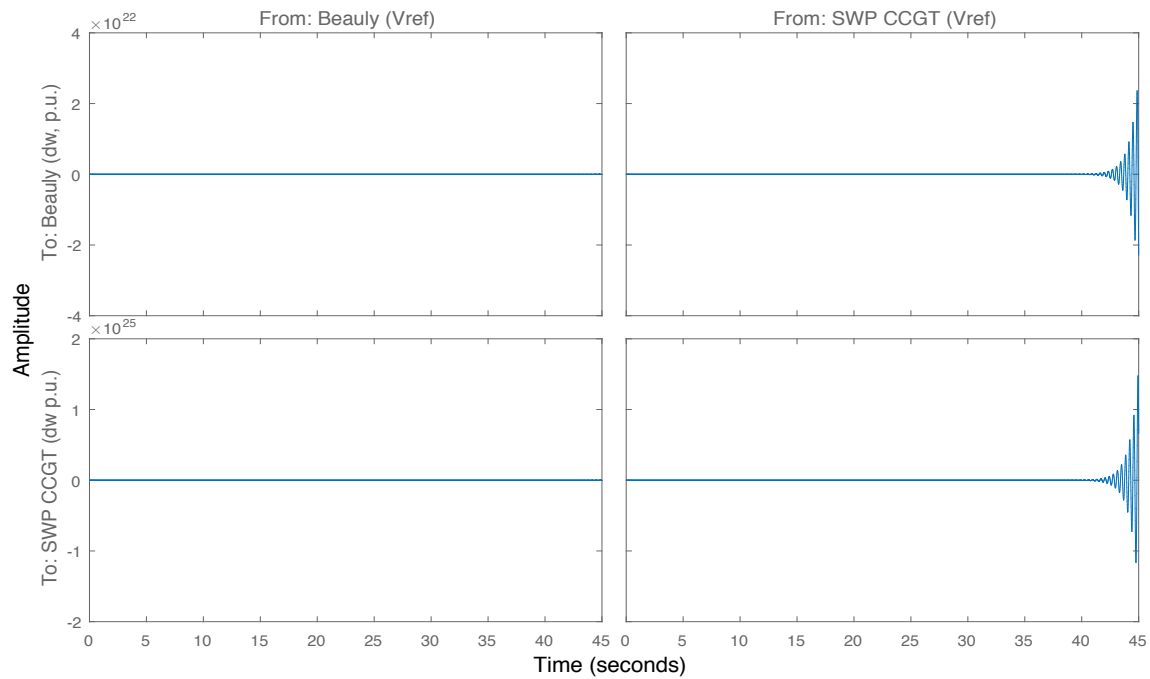 From: Beauly (Vref)
From: SWP CCGT (Vref)
×10^22
4
2
0
-2
-4
To: Beauly (dw, p.u.)
Amplitude
×10^25
2
1
0
-1
-2
To: SWP CCGT (dw p.u.)
0 5 10 15 20 25 30 35 40 45
0 5 10 15 20 25 30 35 40 45
Time (seconds)